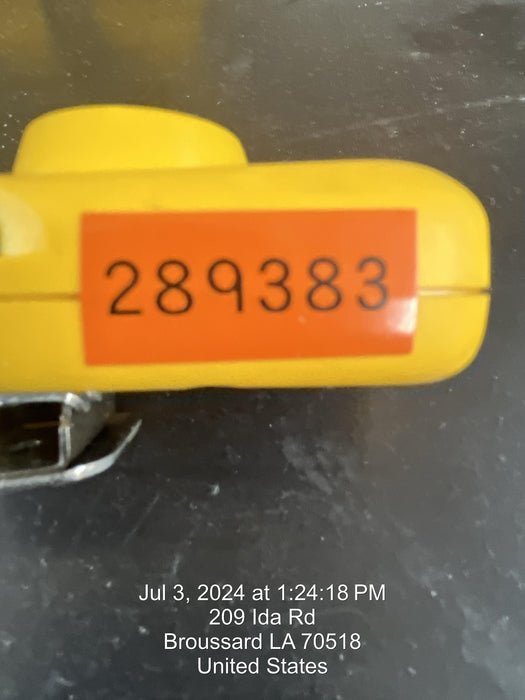 289383
Jul 3, 2024 at 1:24:18 PM
209 Ida Rd
Broussard LA 70518
United States